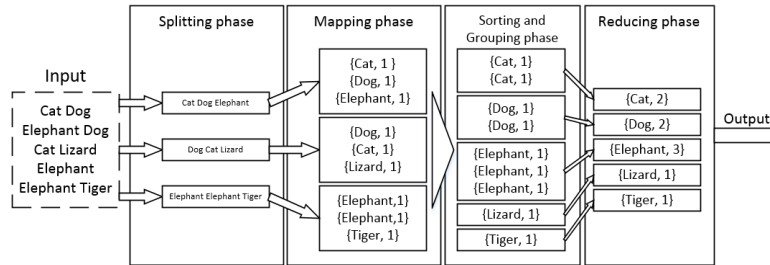 Splitting phase
Mapping phase
Sorting and
Grouping phase
Reducing phase
Input
Cat Dog
Elephant Dog
Cat Lizard
Elephant
Elephant Tiger
Cat Dog Elephant
Dog Cat Lizard
Elephant Elephant Tiger
{Cat, 1 }
{Dog, 1}
{Elephant, 1}
{Dog, 1}
{Cat, 1}
{Lizard, 1}
{Elephant,1}
{Elephant,1}
{Tiger, 1}
{Cat, 1}
{Cat, 1}
{Dog, 1}
{Dog, 1}
{Elephant, 1}
{Elephant, 1}
{Elephant, 1}
{Lizard, 1}
{Tiger, 1}
{Cat, 2}
{Dog, 2}
{Elephant, 3}
{Lizard, 1}
{Tiger, 1}
Output